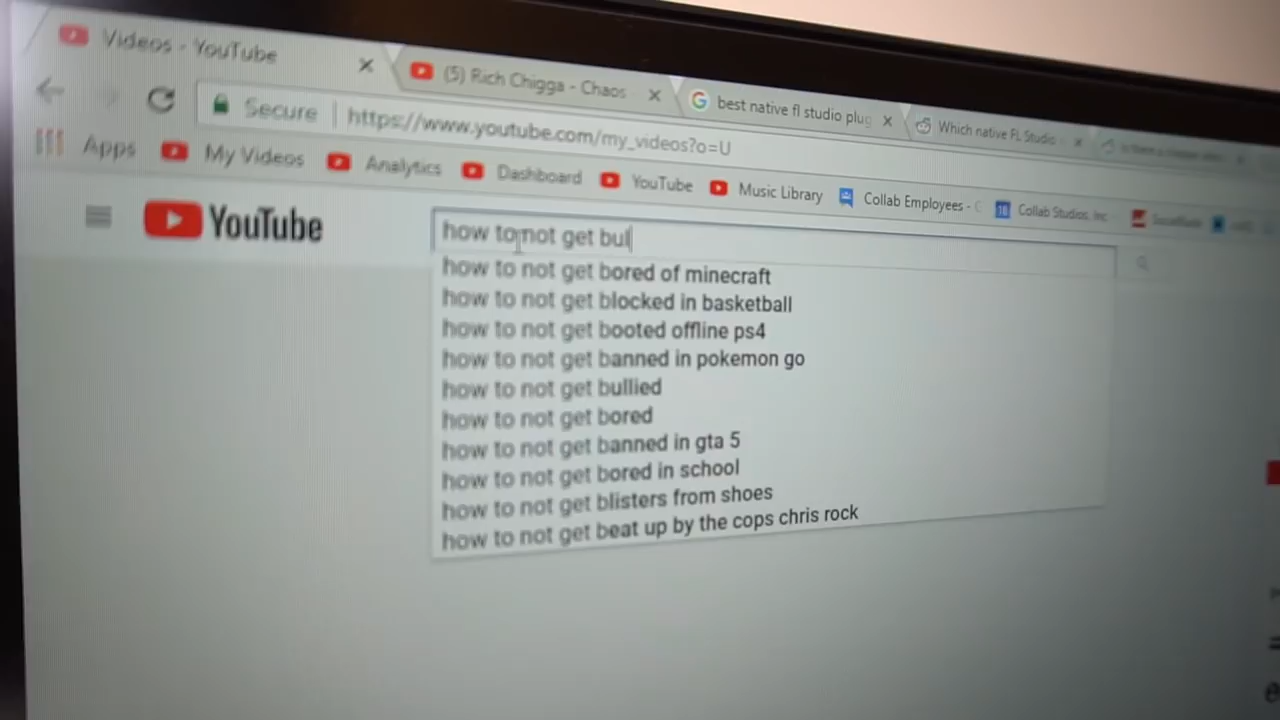 Videos - YouTube
(5) Rich Chigga - Chaos
best native fl studio plug
Which native FL Studio
Secure
https://www.youtube.com/my_videos?o=U
Apps
My Videos
Analytics
Dashboard
YouTube
Music Library
Collab Employees - C
18
Collab Studios, Inc.
YouTube
how to not get bul
how to not get bored of minecraft
how to not get blocked in basketball
how to not get booted offline ps4
how to not get banned in pokemon go
how to not get bullied
how to not get bored
how to not get banned in gta 5
how to not get bored in school
how to not get blisters from shoes
how to not get beat up by the cops chris rock